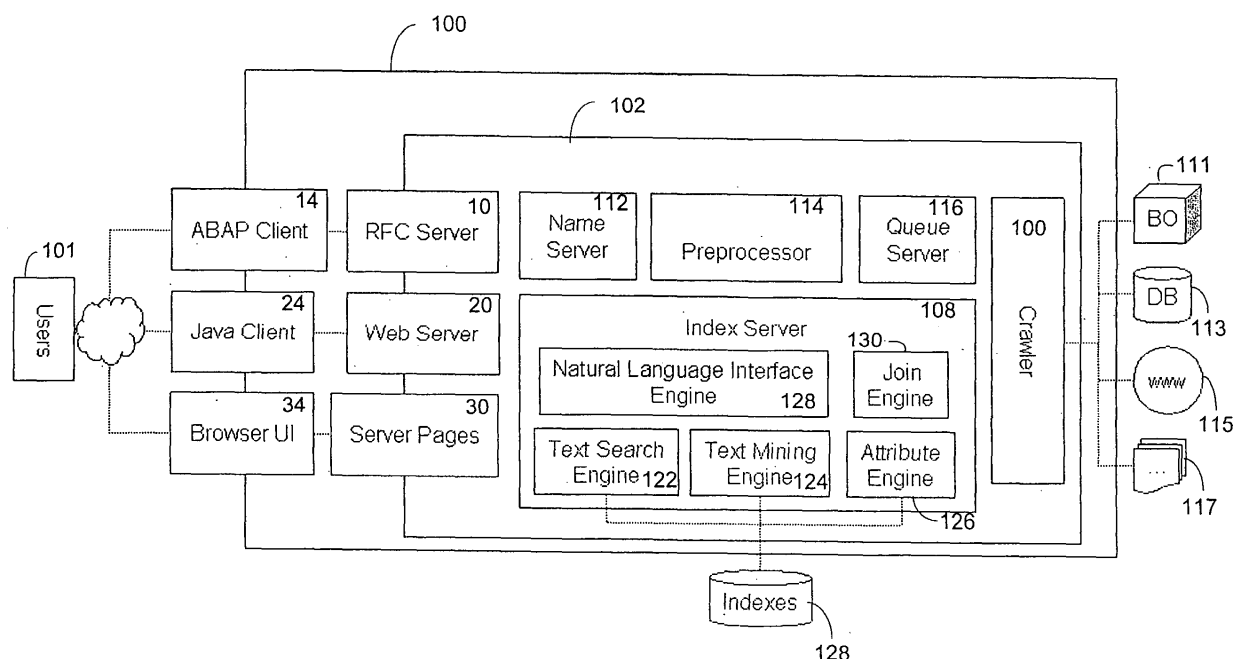 100
102
111
14
ABAP Client
10
RFC Server
112
Name
Server
114
Preprocessor
116
Queue
Server
100
Crawler
BO
101
Users
24
Java Client
20
Web Server
108
Index Server
DB
113
Natural Language Interface
Engine
128
130
Join
Engine
www
115
34
Browser UI
30
Server Pages
Text Search
Engine 122
Text Mining
Engine 124
Attribute
Engine
126
...
117
Indexes
128